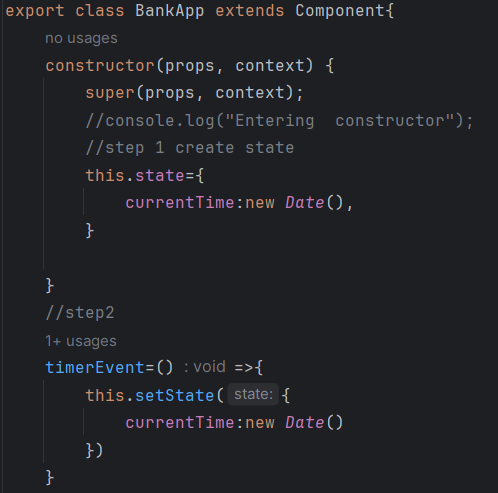 export class BankApp extends Component{
no usages
constructor(props, context) {
super(props, context);
//console.log("Entering  constructor");
//step 1 create state
this.state={
currentTime:new Date(),
}
}
//step2
1+ usages
timerEvent=() :void =>{
this.setState( state: {
currentTime:new Date()
})
}